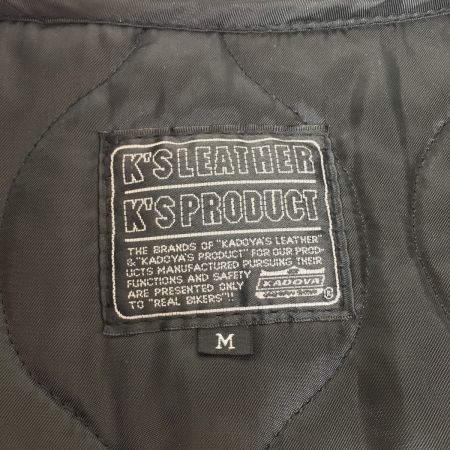 K'S LEATHER
K'S PRODUCT
THE BRANDS OF "KADOYA'S LEATHER"
&"KADOYA'S PRODUCT" FOR OUR PROD-
UCTS MANUFACTURED PURSUING THEIR
FUNCTIONS AND SAFETY
ARE PRESENTED ONLY
TO "REAL BIKERS"!!
KADOYA
®
M